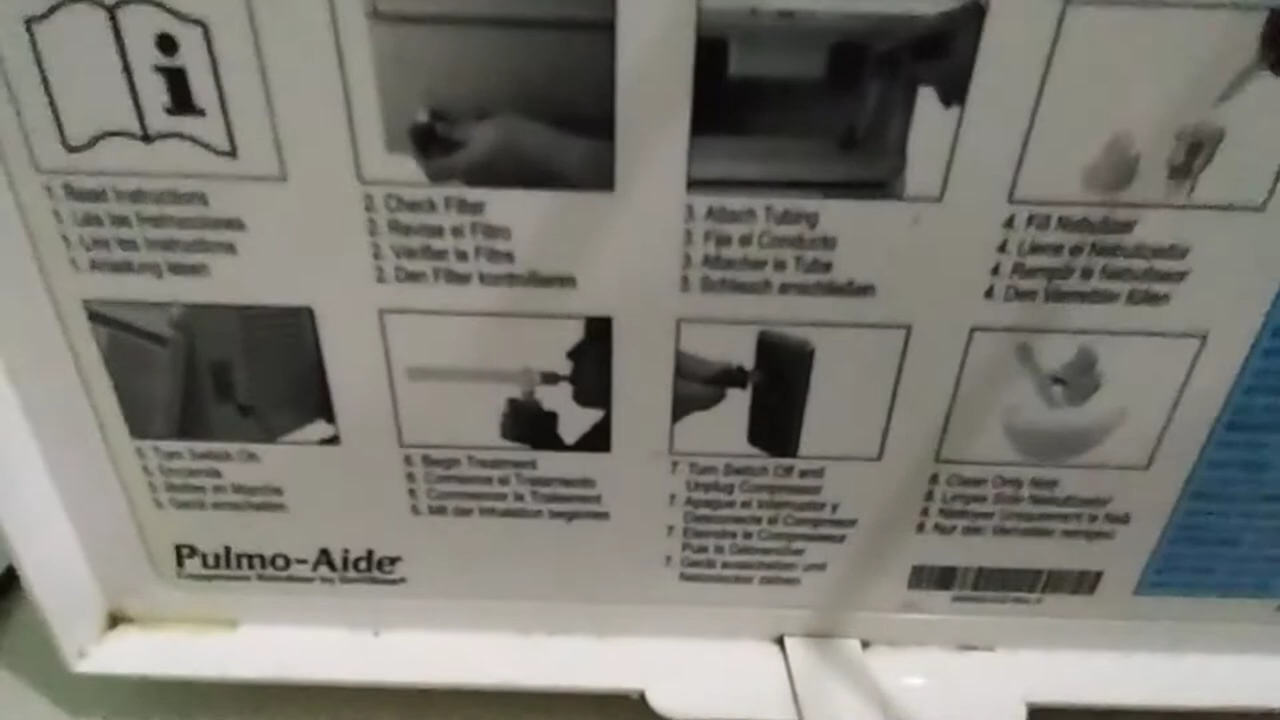 1. Read Instructions
1. Lea las Instrucciones
1. Lire les Instructions
1. Anleitung lesen
2. Check Filter
2. Revise el Filtro
2. Vérifier le Filtre
2. Den Filter kontrollieren
3. Attach Tubing
3. Fije el Conducto
3. Attacher le Tube
3. Schlauch anschließen
4. Fill Nebulizer
4. Llene el Nebulizador
4. Remplir le Nebuliseur
4. Den Vernebler füllen
5. Turn Switch On
5. Encienda
5. Mettre en Marche
5. Gerät einschalten
6. Begin Treatment
6. Comience el Tratamiento
6. Commencer le Traitement
6. Mit der Inhalation beginnen
7. Turn Switch Off and
Unplug Compressor
7. Apague el Interruptor y
Desconecte el Compresor
7. Eteindre le Compresseur
Puis le Débrancher
7. Gerät ausschalten und
Netzstecker ziehen
8. Clean Only Neb
8. Limpie Sólo Nebulizador
8. Nettoyer Uniquement le Neb
8. Nur den Vernebler reinigen
Pulmo-Aide